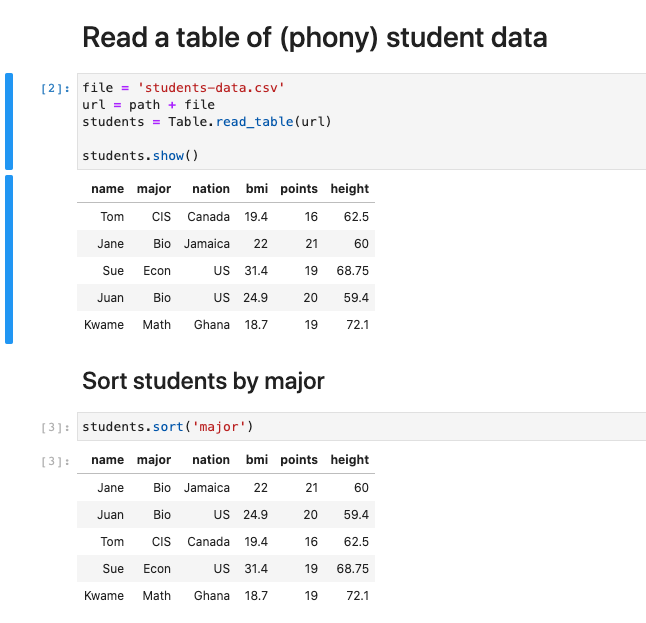 Read a table of (phony) student data
[2]: file = 'students-data.csv'
url = path + file
students = Table.read_table(url)
students.show()
name major nation bmi points height
Tom CIS Canada 19.4 16 62.5
Jane Bio Jamaica 22 21 60
Sue Econ US 31.4 19 68.75
Juan Bio US 24.9 20 59.4
Kwame Math Ghana 18.7 19 72.1
Sort students by major
[3]: students.sort('major')
[3]: name major nation bmi points height
Jane Bio Jamaica 22 21 60
Juan Bio US 24.9 20 59.4
Tom CIS Canada 19.4 16 62.5
Sue Econ US 31.4 19 68.75
Kwame Math Ghana 18.7 19 72.1